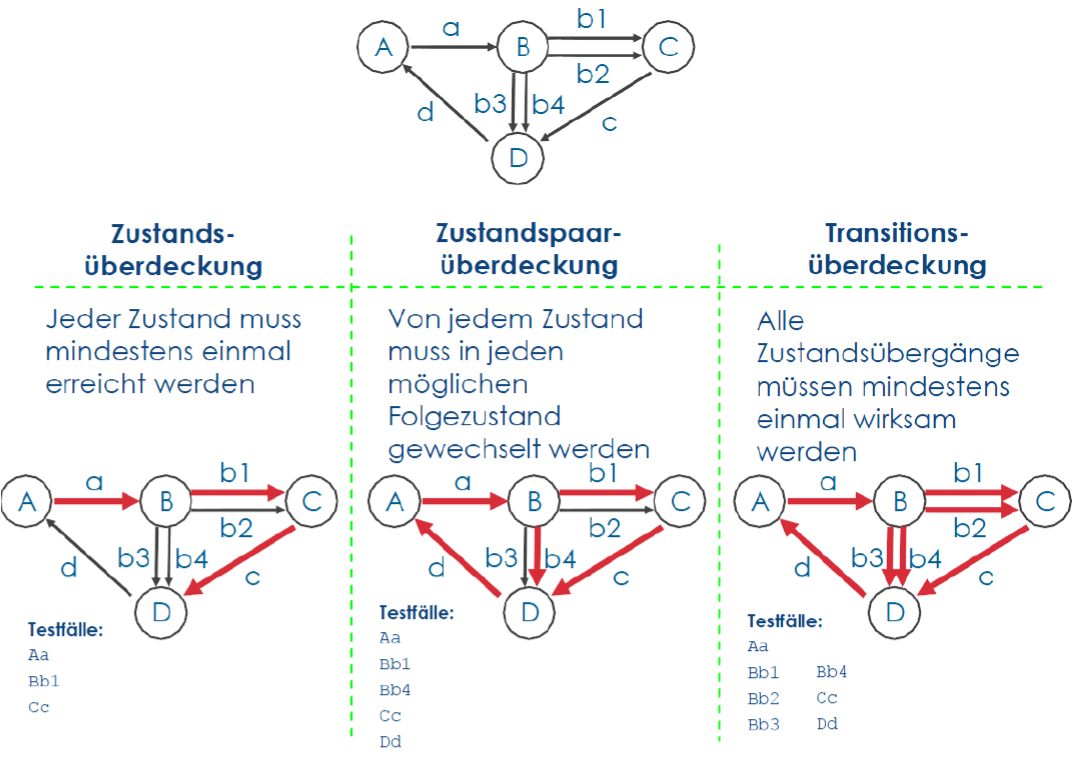 a
b1
A
B
C
b2
b3
b4
d
c
D
Zustands-
überdeckung
Jeder Zustand muss
mindestens einmal
erreicht werden
a
b1
A
B
C
b2
b3
b4
d
c
D
Testfälle:
Aa
Bb1
Cc
Zustandspaar-
überdeckung
Von jedem Zustand
muss in jeden
möglichen
Folgezustand
gewechselt werden
a
b1
A
B
C
b2
b3
b4
d
c
D
Testfälle:
Aa
Bb1
Bb4
Cc
Dd
Transitions-
überdeckung
Alle
Zustandsübergänge
müssen mindestens
einmal wirksam
werden
a
b1
A
B
C
b2
b3
b4
d
c
D
Testfälle:
Aa
Bb1 Bb4
Bb2 Cc
Bb3 Dd